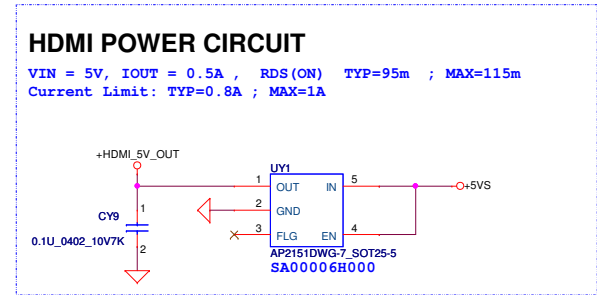 HDMI POWER CIRCUIT
VIN = 5V, IOUT = 0.5A , RDS(ON) TYP=95m ; MAX=115m
Current Limit: TYP=0.8A ; MAX=1A
+HDMI_5V_OUT
UY1
1 OUT IN 5
+5VS
2 GND
3 FLG EN 4
CY9
1
0.1U_0402_10V7K
2
AP2151DWG-7_SOT25-5
SA00006H000